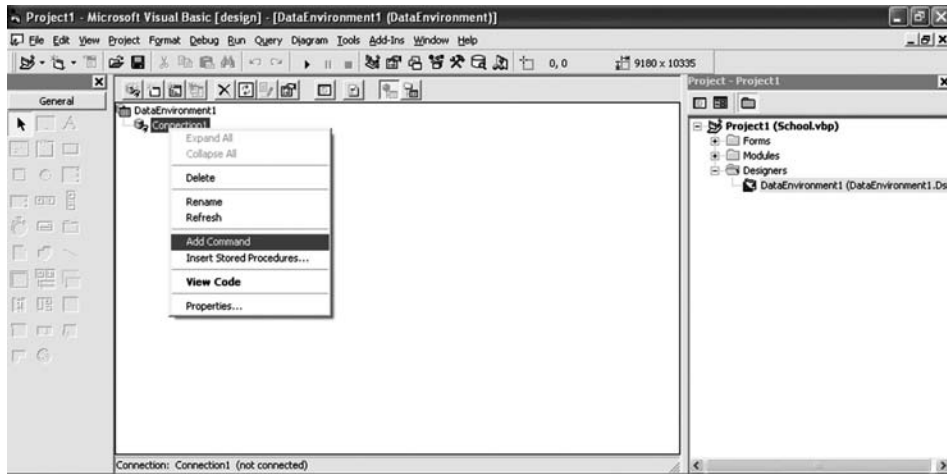 Project1 - Microsoft Visual Basic [design] - [DataEnvironment1 (DataEnvironment)]
File Edit View Project Format Debug Run Query Diagram Tools Add-Ins Window Help
0, 0
9180 x 10335
General
DataEnvironment1
Connection1
Expand All
Collapse All
Delete
Rename
Refresh
Add Command
Insert Stored Procedures...
View Code
Properties...
Connection: Connection1 (not connected)
Project - Project1
Project1 (School.vbp)
Forms
Modules
Designers
DataEnvironment1 (DataEnvironment1.Ds